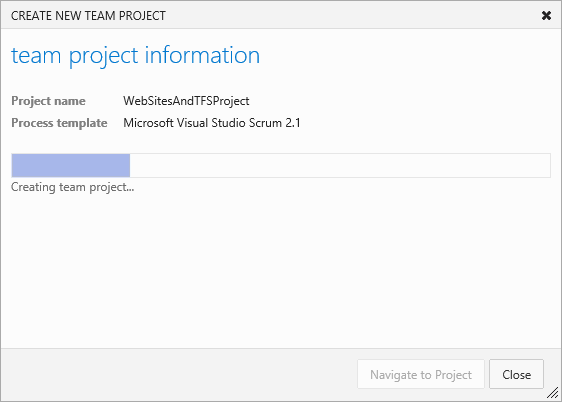 CREATE NEW TEAM PROJECT
team project information
Project name WebSitesAndTFSProject
Process template Microsoft Visual Studio Scrum 2.1
Creating team project...
Navigate to Project Close